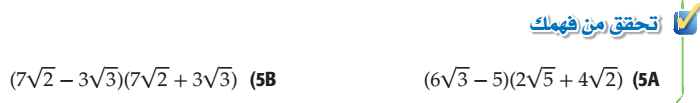 تحقق من فهمك
(6√3 − 5)(2√5 + 4√2) (5A
(7√2 − 3√3)(7√2 + 3√3) (5B